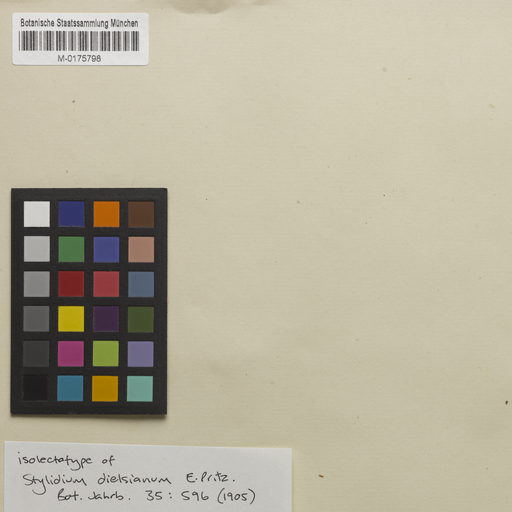 Botanische Staatssammlung München
M-0175798
isolectotype of
Stylidium dielsianum E.Pritz.
Bot. Jahrb. 35: 596 (1905)